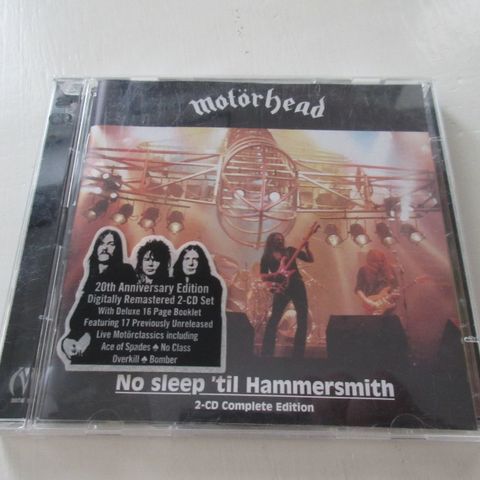 motörhead
20th Anniversary Edition
Digitally Remastered 2-CD Set
With Deluxe 16 Page Booklet
Featuring 17 Previously Unreleased
Live Motörclassics including
Ace of Spades ♠ No Class
Overkill ♠ Bomber
No sleep 'til Hammersmith
2-CD Complete Edition